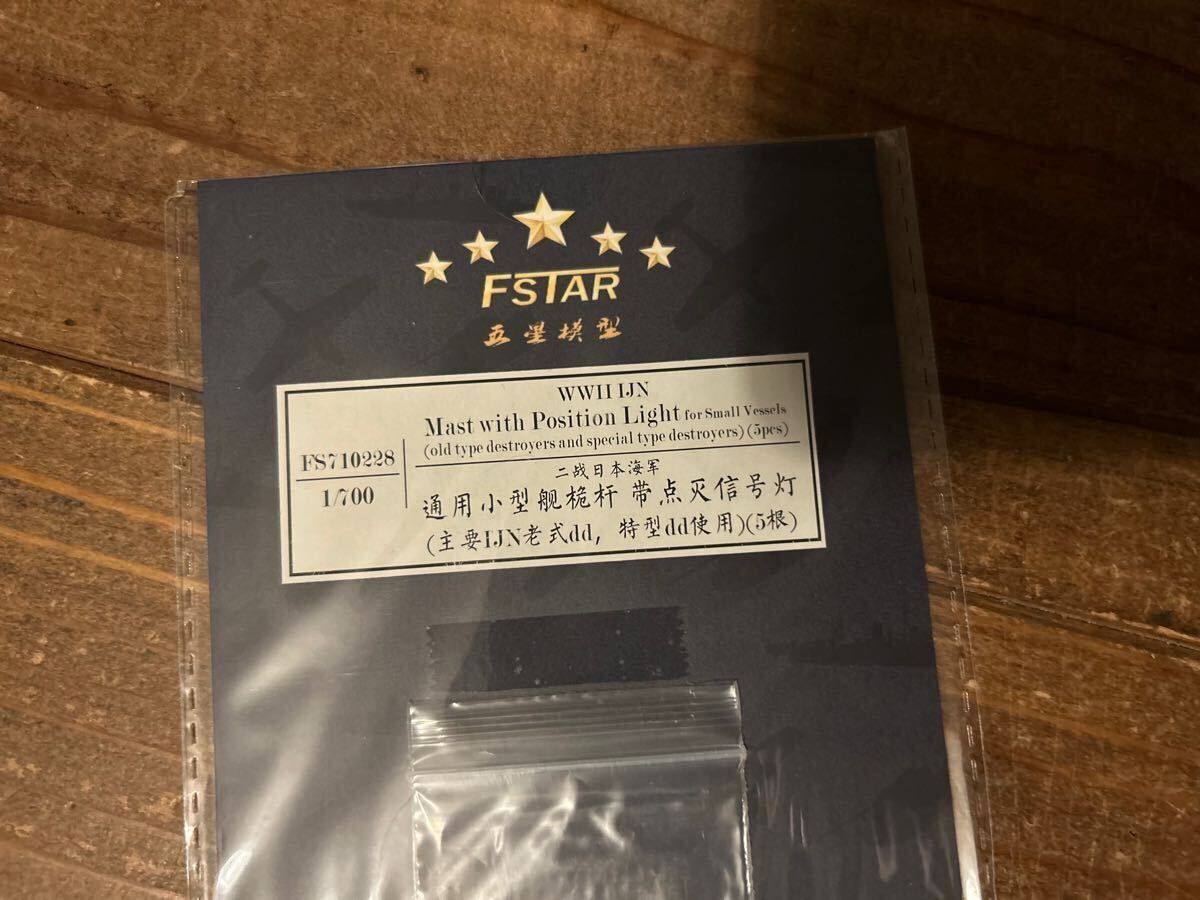 FSTAR
五星模型
WWII IJN
Mast with Position Light for Small Vessels
(old type destroyers and special type destroyers) (5pcs)
FS710228
1/700
二战日本海军
通用小型舰桅杆 带点灭信号灯
(主要IJN老式dd, 特型dd使用)(5根)